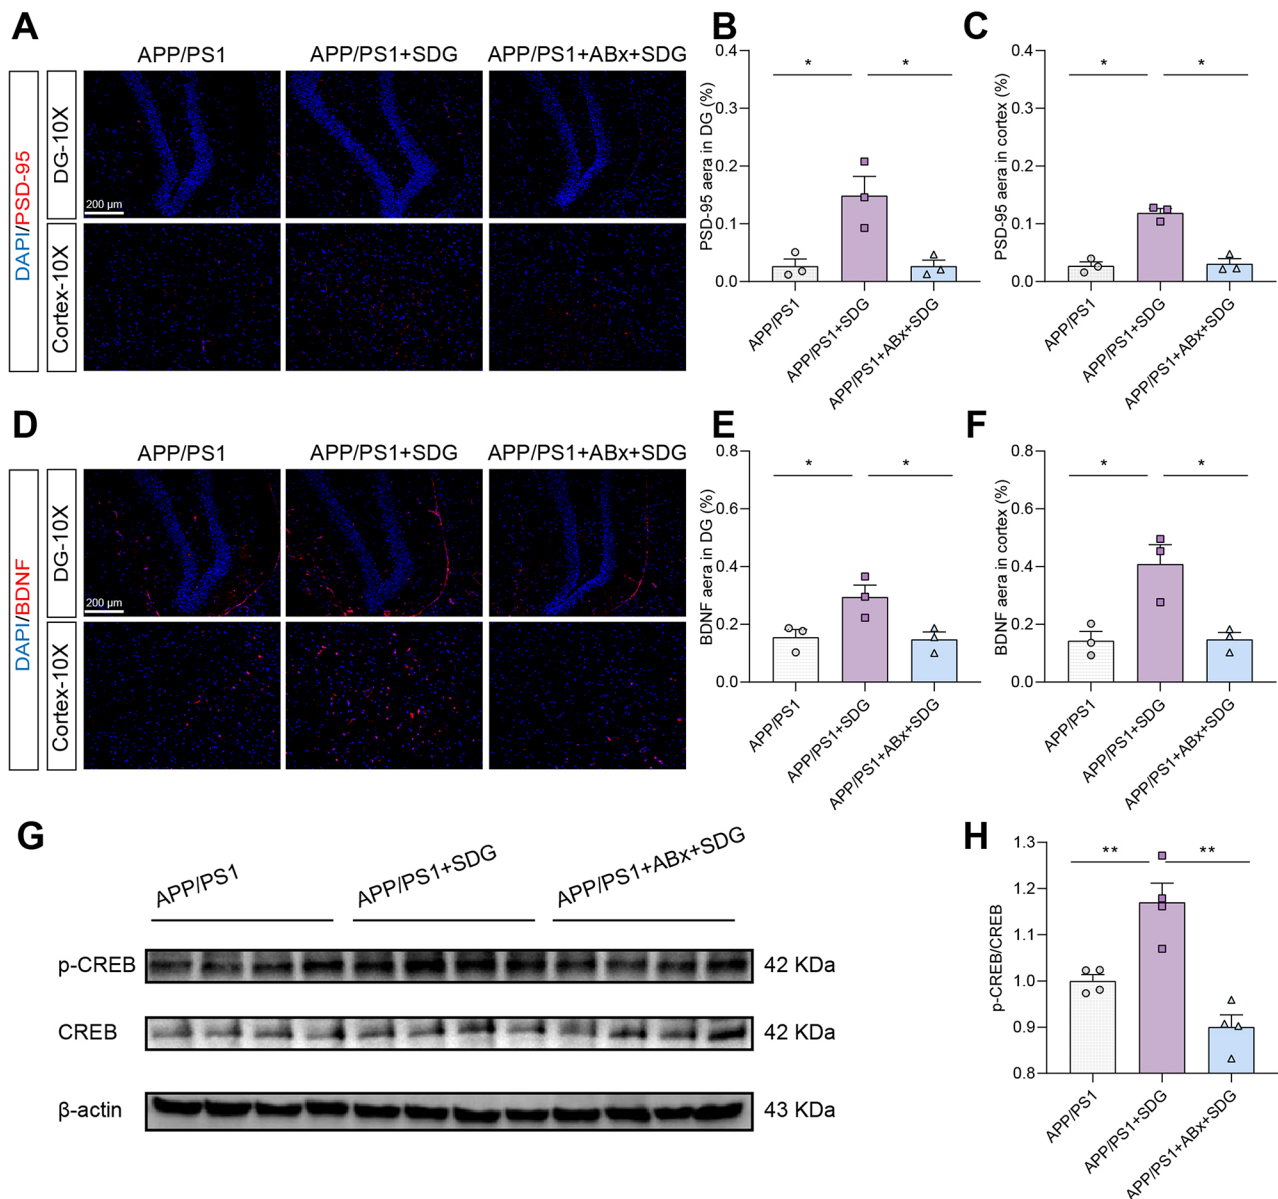 A
APP/PS1
APP/PS1+SDG
APP/PS1+ABx+SDG
DAPI/PSD-95
DG-10X
Cortex-10X
200 μm
B
PSD-95 aera in DG (%)
0.4
0.3
0.2
0.1
0.0
*
*
APP/PS1
APP/PS1+SDG
APP/PS1+ABx+SDG
C
PSD-95 aera in cortex (%)
0.4
0.3
0.2
0.1
0.0
*
*
APP/PS1
APP/PS1+SDG
APP/PS1+ABx+SDG
D
APP/PS1
APP/PS1+SDG
APP/PS1+ABx+SDG
DAPI/BDNF
DG-10X
Cortex-10X
200 μm
E
BDNF aera in DG (%)
0.8
0.6
0.4
0.2
0.0
*
*
APP/PS1
APP/PS1+SDG
APP/PS1+ABx+SDG
F
BDNF aera in cortex (%)
0.8
0.6
0.4
0.2
0.0
*
*
APP/PS1
APP/PS1+SDG
APP/PS1+ABx+SDG
G
APP/PS1
APP/PS1+SDG
APP/PS1+ABx+SDG
p-CREB
42 KDa
CREB
42 KDa
β-actin
43 KDa
H
p-CREB/CREB
1.3
1.2
1.1
1.0
0.9
0.8
**
**
APP/PS1
APP/PS1+SDG
APP/PS1+ABx+SDG